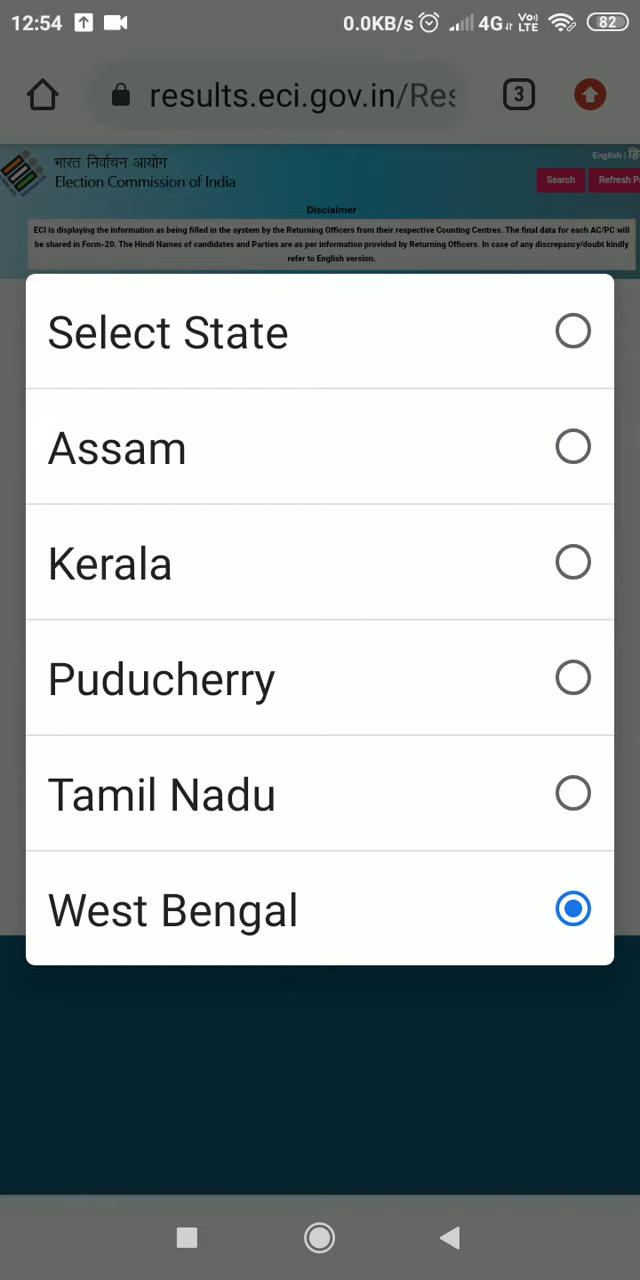 12:54 0.0KB/s 4G Vo) LTE 82
results.eci.gov.in/Res 3
भारत निर्वाचन आयोग
Election Commission of India
English |
Search Refresh
Disclaimer
ECI is displaying the information as being filled in the system by the Returning Officers from their respective Counting Centres. The final data for each AC/PC will
be shared in Form-20. The Hindi Names of candidates and Parties are as per information provided by Returning Officers. In case of any discrepancy/doubt kindly
refer to English version.
Select State
Assam
Kerala
Puducherry
Tamil Nadu
West Bengal